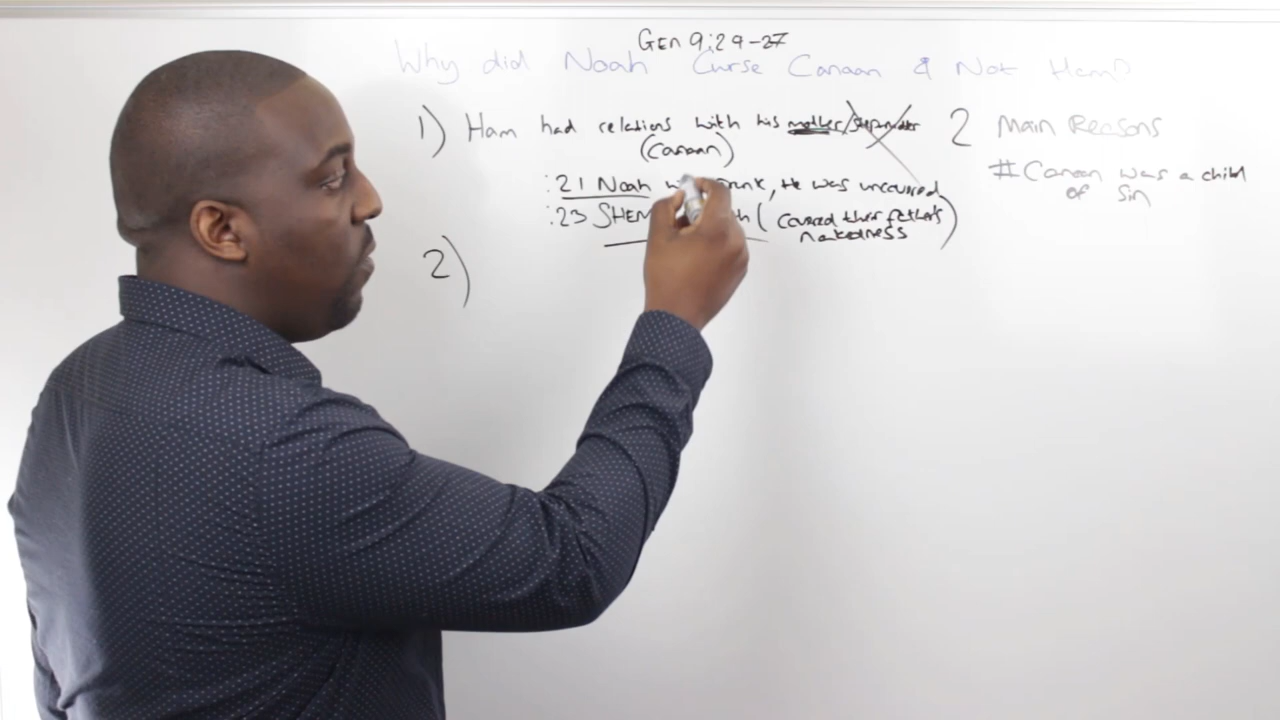 GEN 9:24-27
Why did Noah Curse Canaan & Not Ham?
1) Ham had relations with his mother/stepmother
(Canaan)
:21 Noah was drunk, He was uncovered
:23 SHEM (Covered their father's
nakedness)
2)
2 Main Reasons
# Canaan was a child
of Sin